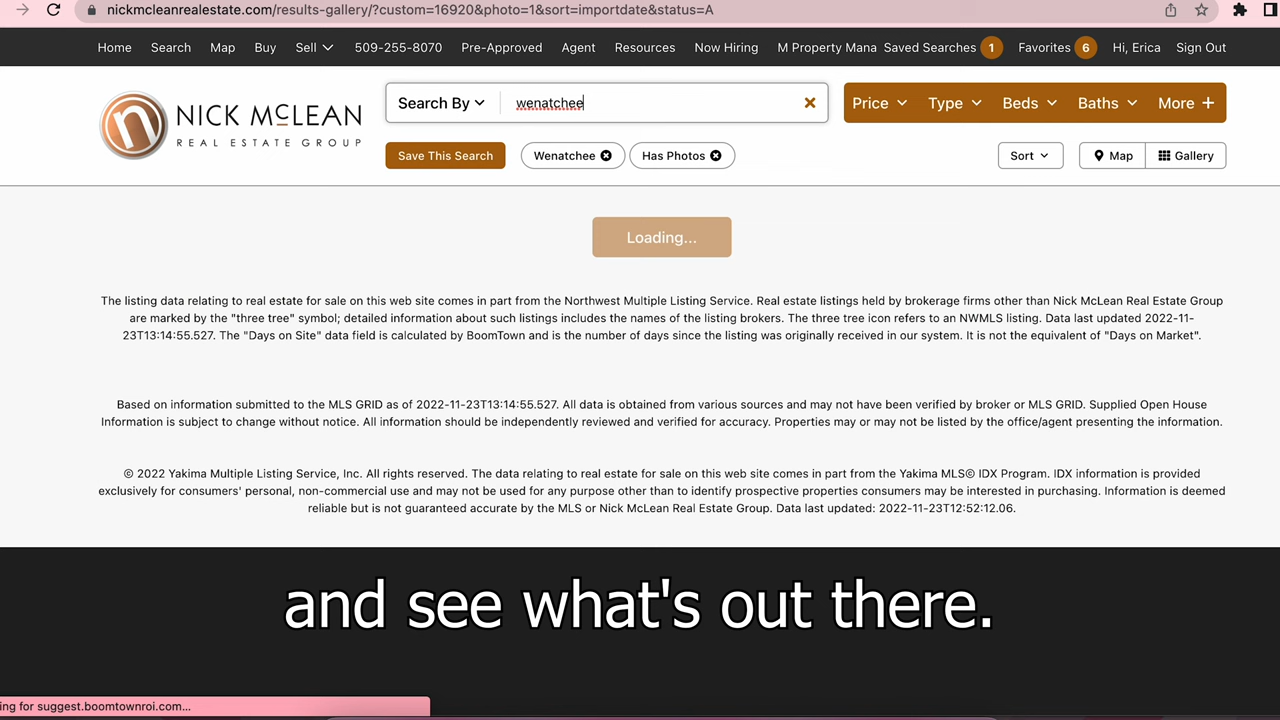 nickmcleanrealestate.com/results-gallery/?custom=16920&photo=1&sort=importdate&status=A
Home Search Map Buy Sell 509-255-8070 Pre-Approved Agent Resources Now Hiring M Property Mana Saved Searches 1 Favorites 6 Hi, Erica Sign Out
NICK MCLEAN
REAL ESTATE GROUP
Search By wenatchee
Price Type Beds Baths More +
Save This Search Wenatchee Has Photos Sort Map Gallery
Loading...
The listing data relating to real estate for sale on this web site comes in part from the Northwest Multiple Listing Service. Real estate listings held by brokerage firms other than Nick McLean Real Estate Group
are marked by the "three tree" symbol; detailed information about such listings includes the names of the listing brokers. The three tree icon refers to an NWMLS listing. Data last updated 2022-11-
23T13:14:55.527. The "Days on Site" data field is calculated by BoomTown and is the number of days since the listing was originally received in our system. It is not the equivalent of "Days on Market".
Based on information submitted to the MLS GRID as of 2022-11-23T13:14:55.527. All data is obtained from various sources and may not have been verified by broker or MLS GRID. Supplied Open House
Information is subject to change without notice. All information should be independently reviewed and verified for accuracy. Properties may or may not be listed by the office/agent presenting the information.
© 2022 Yakima Multiple Listing Service, Inc. All rights reserved. The data relating to real estate for sale on this web site comes in part from the Yakima MLS® IDX Program. IDX information is provided
exclusively for consumers' personal, non-commercial use and may not be used for any purpose other than to identify prospective properties consumers may be interested in purchasing. Information is deemed
reliable but is not guaranteed accurate by the MLS or Nick McLean Real Estate Group. Data last updated: 2022-11-23T12:52:12.06.
and see what's out there.
ing for suggest.boomtownroi.com...